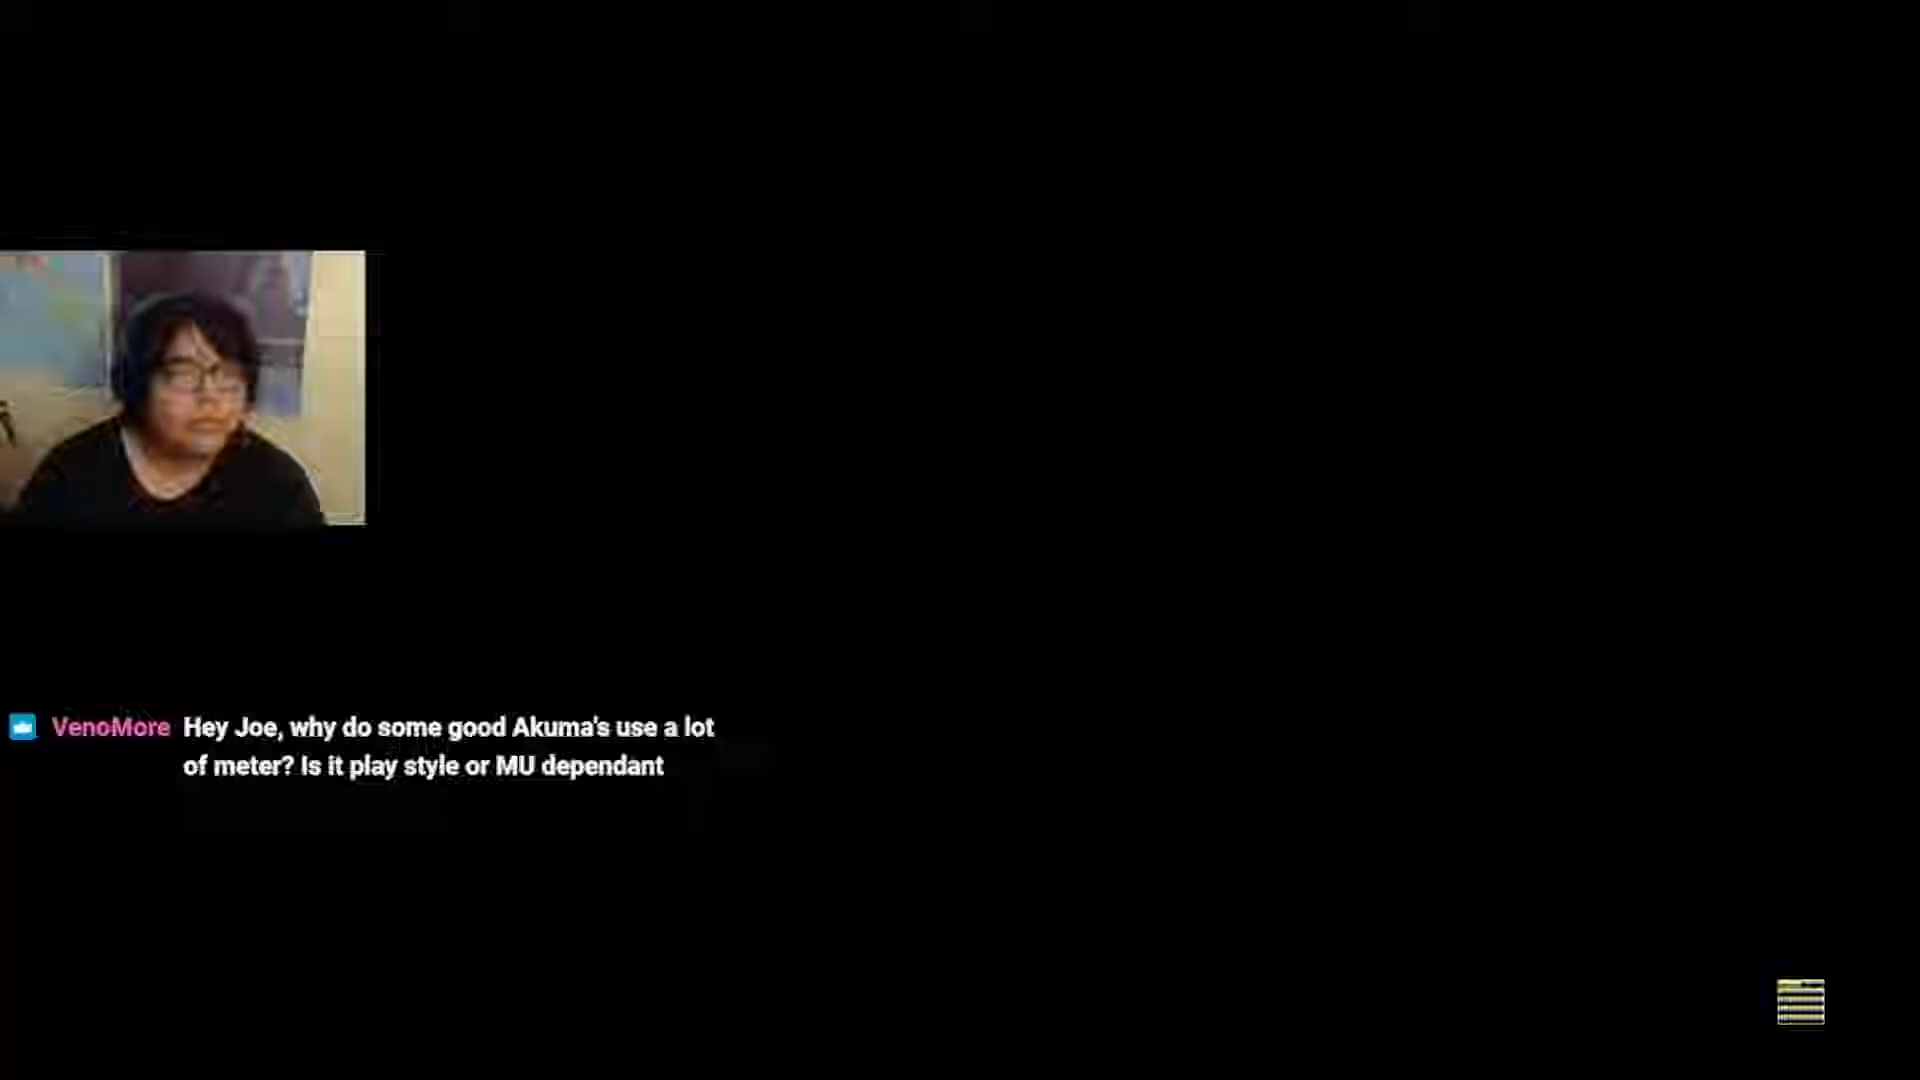 VenoMore Hey Joe, why do some good Akuma's use a lot
of meter? Is it play style or MU dependant